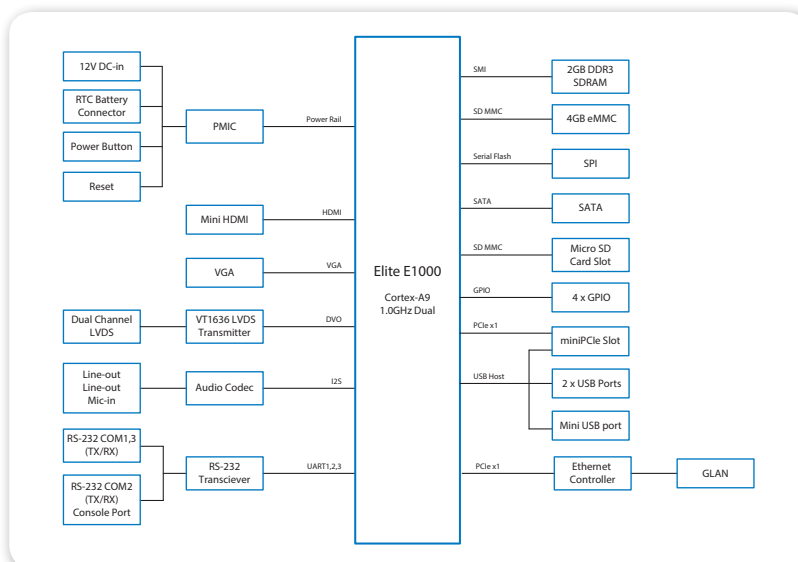 12V DC-in
RTC Battery
Connector
Power Button
Reset
PMIC
Power Rail
Mini HDMI
HDMI
VGA
VGA
Dual Channel
LVDS
VT1636 LVDS
Transmitter
DVO
Line-out
Line-out
Mic-in
Audio Codec
I2S
RS-232 COM1,3
(TX/RX)
RS-232 COM2
(TX/RX)
Console Port
RS-232
Transciever
UART1,2,3
Elite E1000
Cortex-A9
1.0GHz Dual
SMI
2GB DDR3
SDRAM
SD MMC
4GB eMMC
Serial Flash
SPI
SATA
SATA
SD MMC
Micro SD
Card Slot
GPIO
4 x GPIO
PCIe x1
miniPCIe Slot
USB Host
2 x USB Ports
Mini USB port
PCIe x1
Ethernet
Controller
GLAN